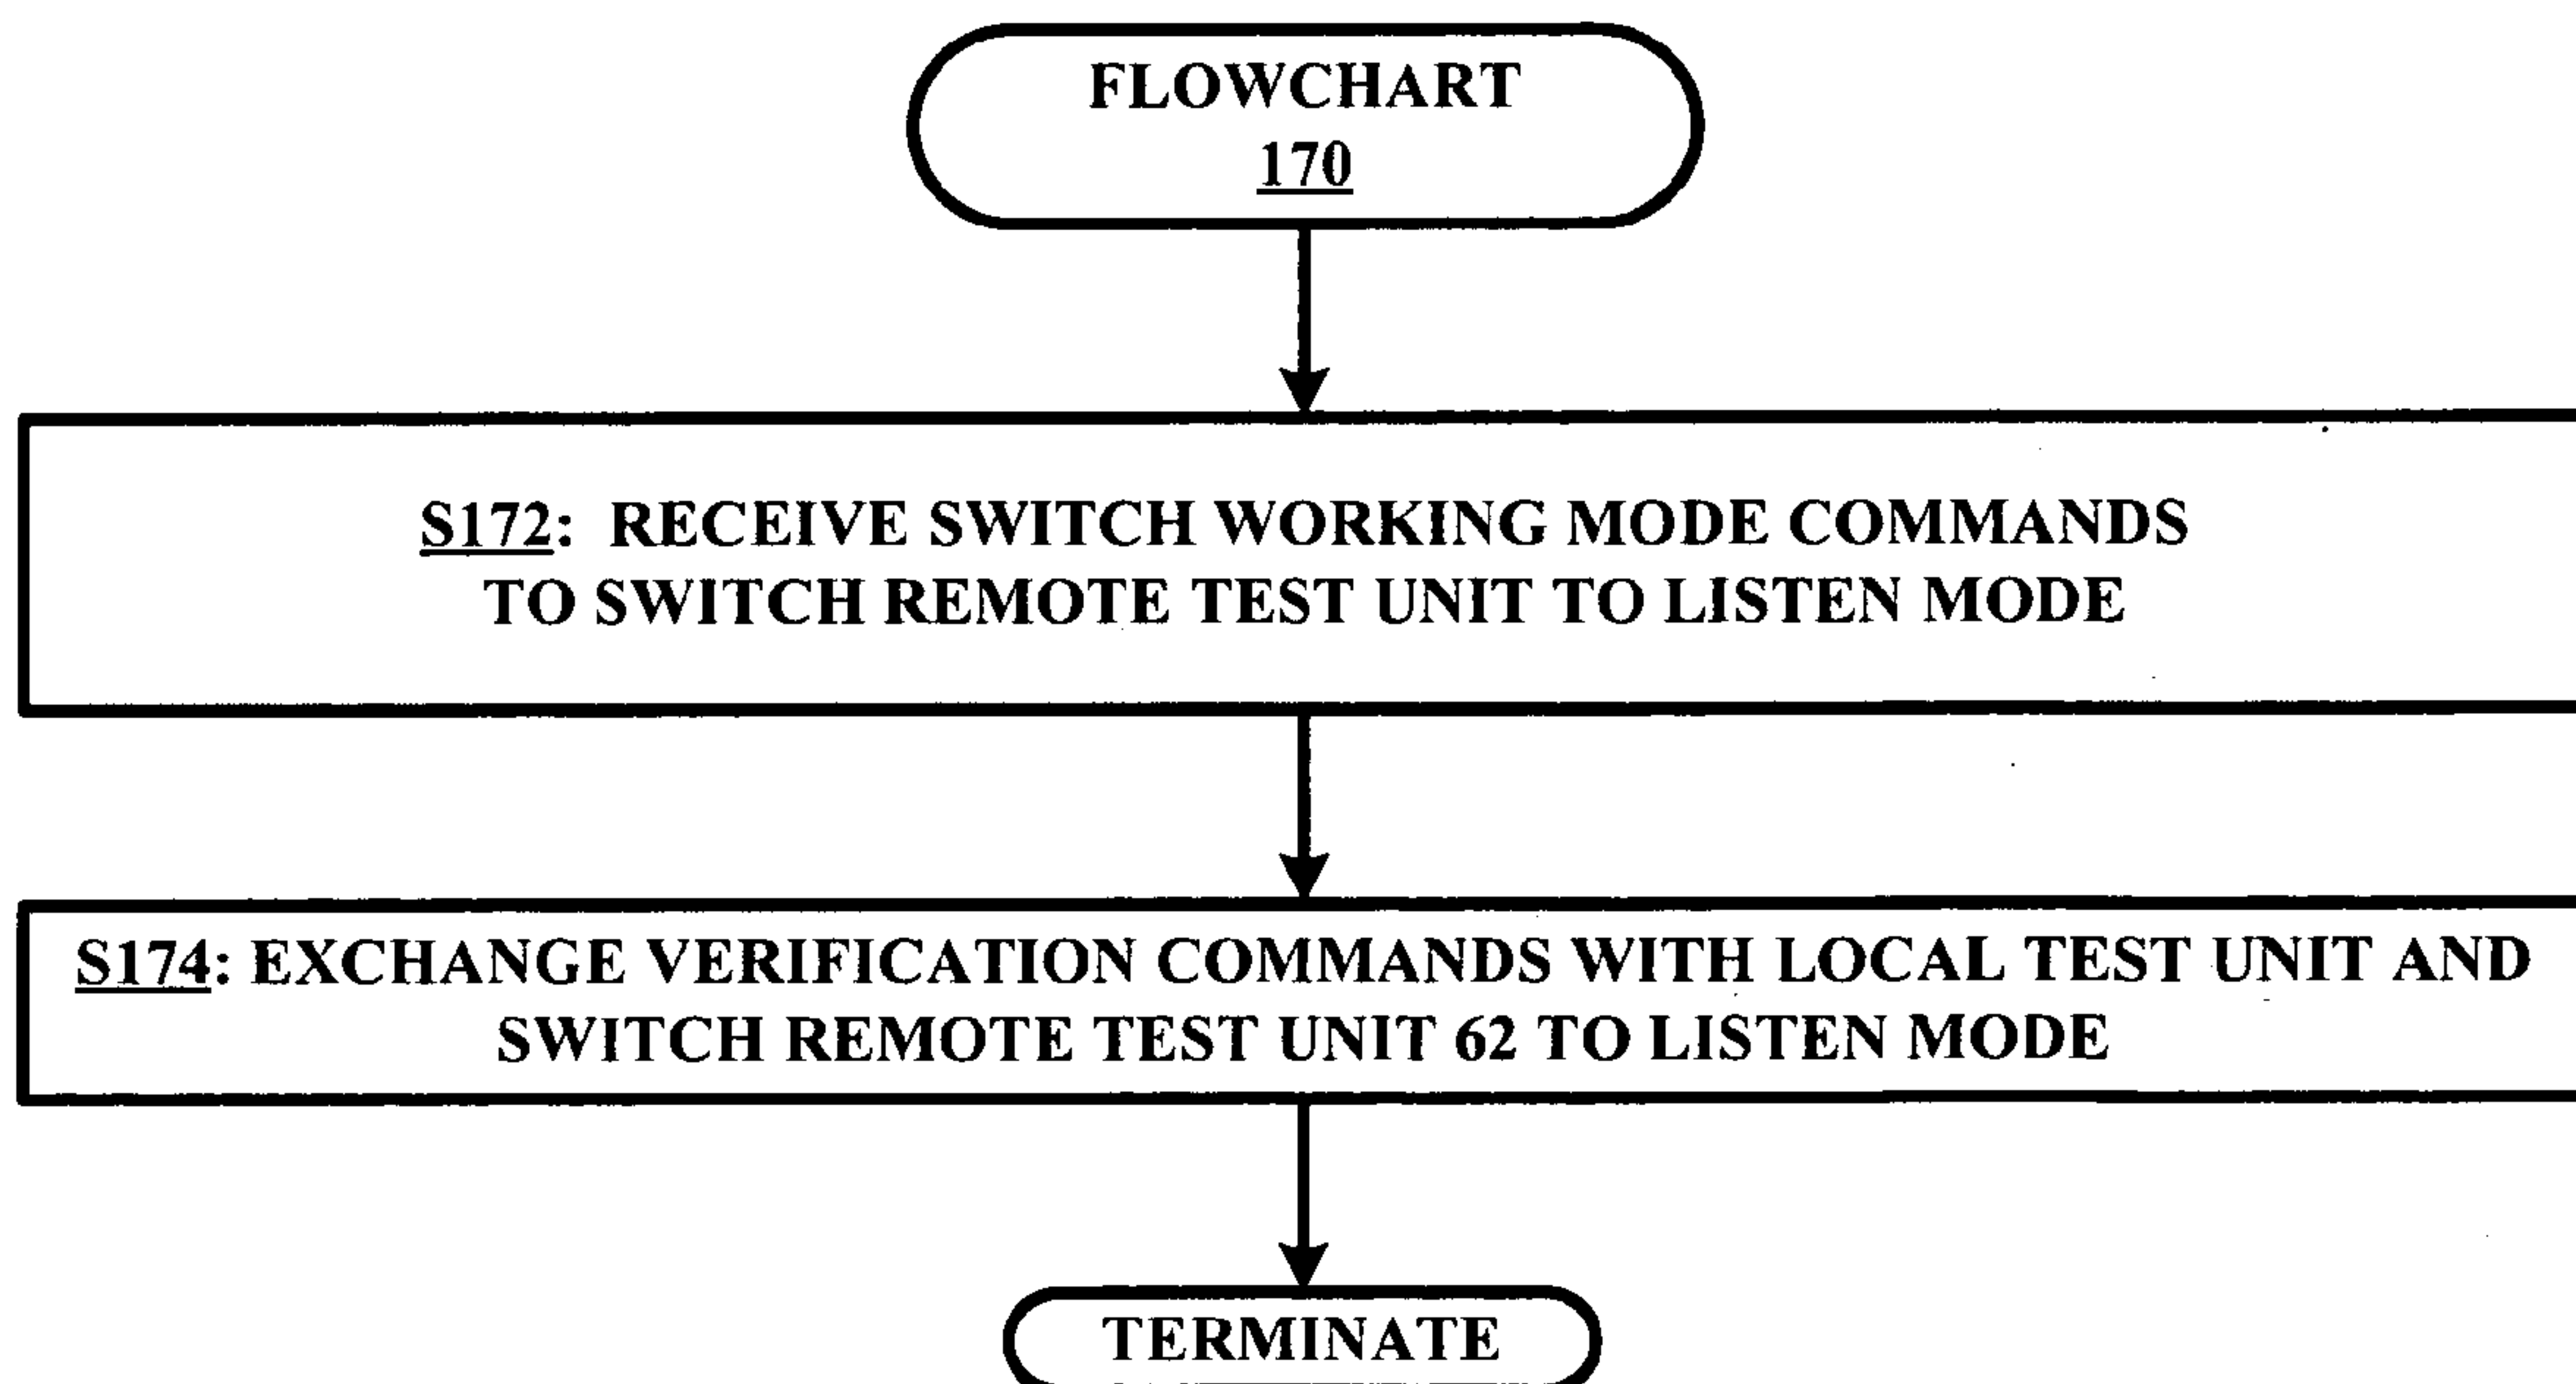 FLOWCHART
170
S172: RECEIVE SWITCH WORKING MODE COMMANDS
TO SWITCH REMOTE TEST UNIT TO LISTEN MODE
S174: EXCHANGE VERIFICATION COMMANDS WITH LOCAL TEST UNIT AND
SWITCH REMOTE TEST UNIT 62 TO LISTEN MODE
TERMINATE